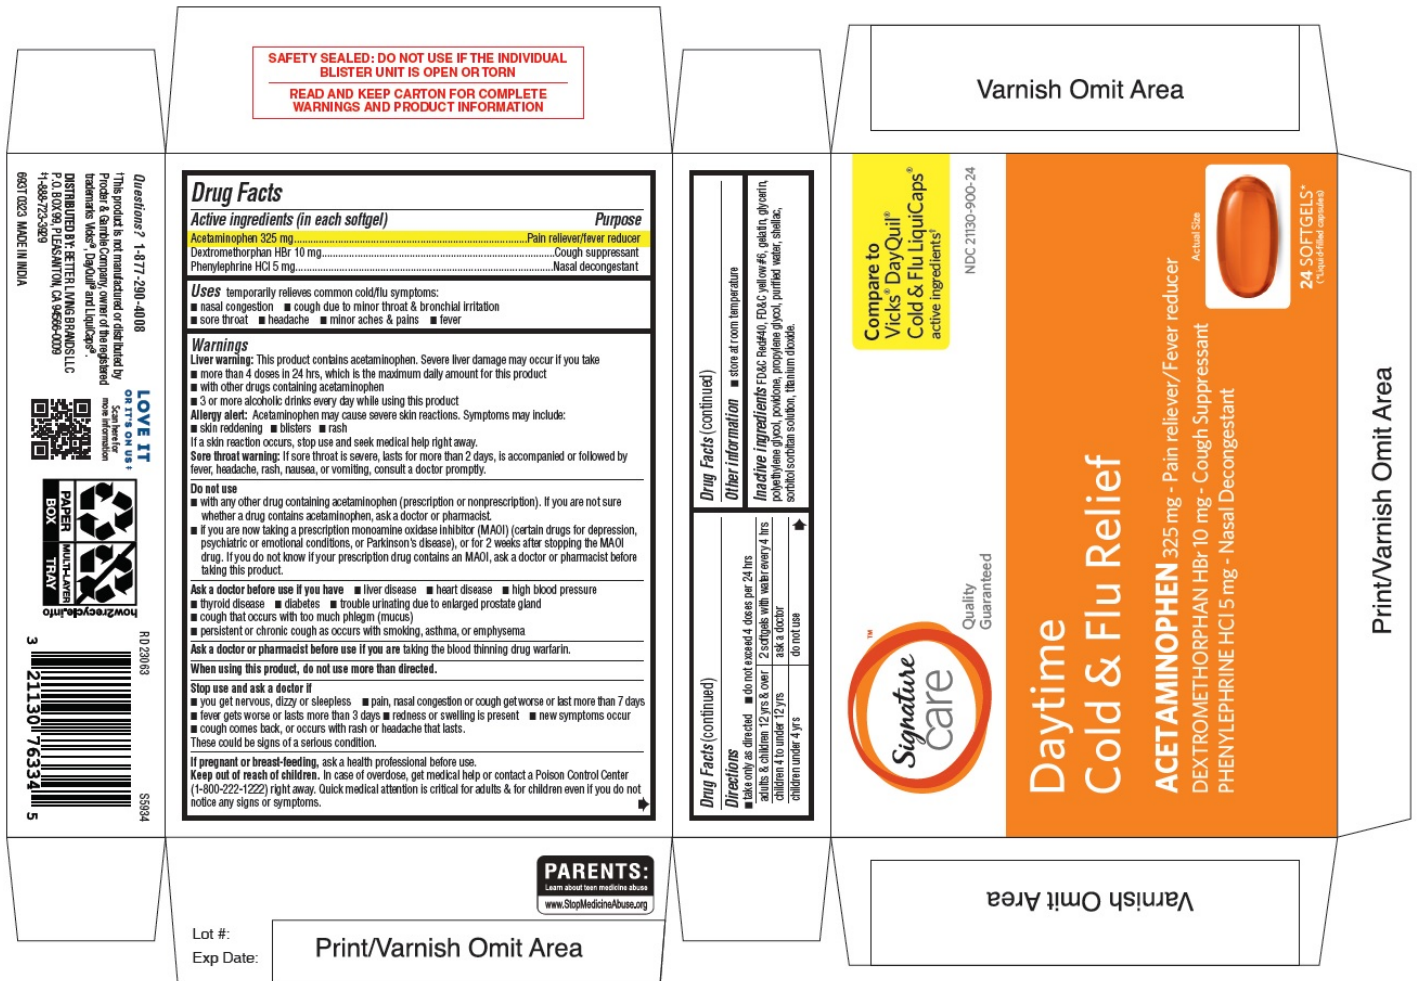 SAFETY SEALED: DO NOT USE IF THE INDIVIDUAL
BLISTER UNIT IS OPEN OR TORN
READ AND KEEP CARTON FOR COMPLETE
WARNINGS AND PRODUCT INFORMATION
Questions? 1-877-290-4008
†This product is not manufactured or distributed by
Procter & Gamble Company, owner of the registered
trademarks Vicks®, DayQuil® and LiquiCaps®.
DISTRIBUTED BY: BETTER LIVING BRANDS LLC
P.O. BOX 99, PLEASANTON, CA 94566-0009
‡1-888-723-3929
693T 0323 MADE IN INDIA
LOVE IT
OR IT'S ON US‡
Scan here for
more information
PAPER
BOX
MULTI-LAYER
TRAY
how2recycle.info
RD 23063
3 21130 76334 5
S5934
Drug Facts
Active ingredients (in each softgel) Purpose
Acetaminophen 325 mg...Pain reliever/fever reducer
Dextromethorphan HBr 10 mg...Cough suppressant
Phenylephrine HCl 5 mg...Nasal decongestant
Uses temporarily relieves common cold/flu symptoms:
■ nasal congestion ■ cough due to minor throat & bronchial irritation
■ sore throat ■ headache ■ minor aches & pains ■ fever
Warnings
Liver warning: This product contains acetaminophen. Severe liver damage may occur if you take
■ more than 4 doses in 24 hrs, which is the maximum daily amount for this product
■ with other drugs containing acetaminophen
■ 3 or more alcoholic drinks every day while using this product
Allergy alert: Acetaminophen may cause severe skin reactions. Symptoms may include:
■ skin reddening ■ blisters ■ rash
If a skin reaction occurs, stop use and seek medical help right away.
Sore throat warning: If sore throat is severe, lasts for more than 2 days, is accompanied or followed by
fever, headache, rash, nausea, or vomiting, consult a doctor promptly.
Do not use
■ with any other drug containing acetaminophen (prescription or nonprescription). If you are not sure
whether a drug contains acetaminophen, ask a doctor or pharmacist.
■ if you are now taking a prescription monoamine oxidase inhibitor (MAOI) (certain drugs for depression,
psychiatric or emotional conditions, or Parkinson's disease), or for 2 weeks after stopping the MAOI
drug. If you do not know if your prescription drug contains an MAOI, ask a doctor or pharmacist before
taking this product.
Ask a doctor before use if you have ■ liver disease ■ heart disease ■ high blood pressure
■ thyroid disease ■ diabetes ■ trouble urinating due to enlarged prostate gland
■ cough that occurs with too much phlegm (mucus)
■ persistent or chronic cough as occurs with smoking, asthma, or emphysema
Ask a doctor or pharmacist before use if you are taking the blood thinning drug warfarin.
When using this product, do not use more than directed.
Stop use and ask a doctor if
■ you get nervous, dizzy or sleepless ■ pain, nasal congestion or cough get worse or last more than 7 days
■ fever gets worse or lasts more than 3 days ■ redness or swelling is present ■ new symptoms occur
■ cough comes back, or occurs with rash or headache that lasts.
These could be signs of a serious condition.
If pregnant or breast-feeding, ask a health professional before use.
Keep out of reach of children. In case of overdose, get medical help or contact a Poison Control Center
(1-800-222-1222) right away. Quick medical attention is critical for adults & for children even if you do not
notice any signs or symptoms.
Drug Facts (continued)
Directions
■ take only as directed ■ do not exceed 4 doses per 24 hrs
adults & children 12 yrs & over 2 softgels with water every 4 hrs
children 4 to under 12 yrs ask a doctor
children under 4 yrs do not use
Drug Facts (continued)
Other information ■ store at room temperature
Inactive ingredients FD&C Red#40, FD&C yellow #6, gelatin, glycerin,
polyethylene glycol, povidone, propylene glycol, purified water, shellac,
sorbitol sorbitan solution, titanium dioxide.
PARENTS:
Learn about teen medicine abuse
www.StopMedicineAbuse.org
Lot #:
Exp Date:
Print/Varnish Omit Area
Varnish Omit Area
Compare to
Vicks® DayQuil®
Cold & Flu LiquiCaps®
active ingredients†
NDC 21130-900-24
Signature
care
™
Quality
Guaranteed
Daytime
Cold & Flu Relief
ACETAMINOPHEN 325 mg - Pain reliever/Fever reducer
DEXTROMETHORPHAN HBr 10 mg - Cough Suppressant
PHENYLEPHRINE HCl 5 mg - Nasal Decongestant
Actual Size
24 SOFTGELS*
(*Liquid-filled capsules)
Varnish Omit Area
Print/Varnish Omit Area